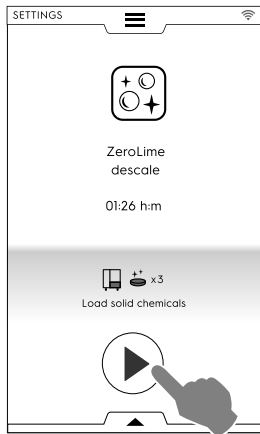 SETTINGS
ZeroLime
descale
01:26 h:m
x3
Load solid chemicals